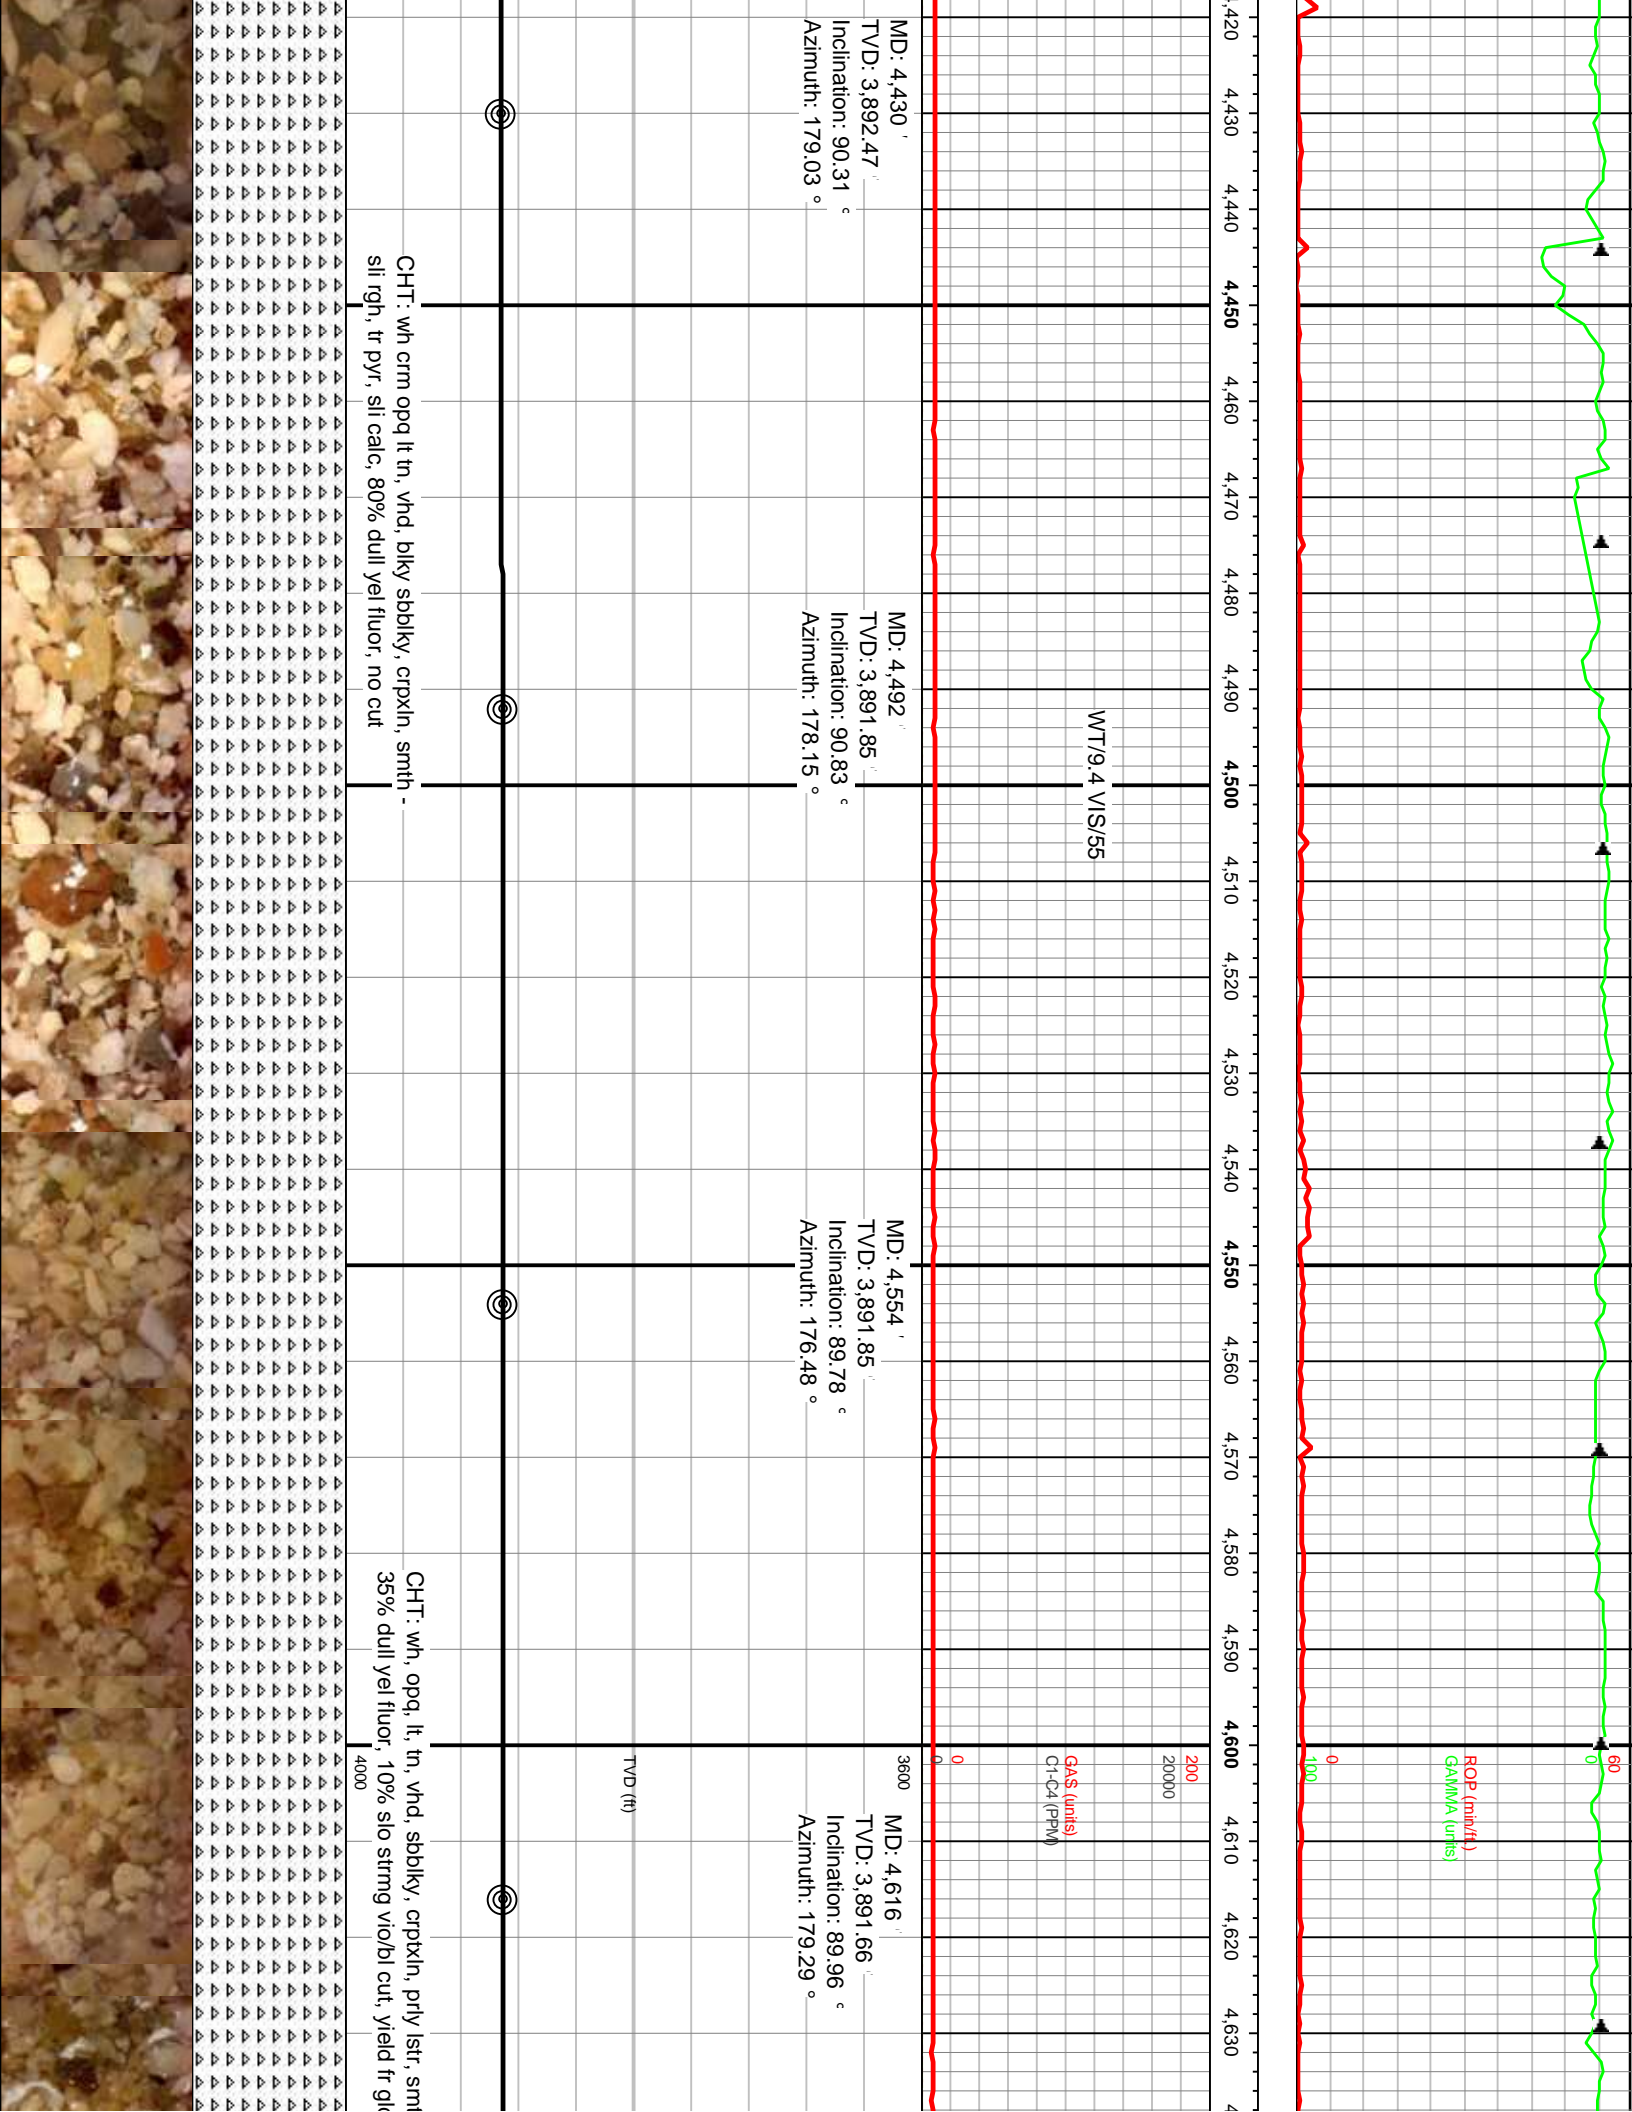 ,420
4,430
4,440
4,450
4,460
4,470
4,480
4,490
4,500
4,510
4,520
4,530
4,540
4,550
4,560
4,570
4,580
4,590
4,600
4,610
4,620
4,630
4
60
0
ROP (min/ft.)
GAMMA (units)
0
100
200
20000
GAS (units)
C1-C4 (PPM)
0
0
WT/9.4 VIS/55
MD: 4,430 '
TVD: 3,892.47 '
Inclination: 90.31 °
Azimuth: 179.03 °
MD: 4,492 '
TVD: 3,891.85 '
Inclination: 90.83 °
Azimuth: 178.15 °
MD: 4,554 '
TVD: 3,891.85 '
Inclination: 89.78 °
Azimuth: 176.48 °
MD: 4,616 '
TVD: 3,891.66 '
Inclination: 89.96 °
Azimuth: 179.29 °
3600
TVD (ft)
4000
CHT: wh crm opq lt tn, vhd, blky sbblky, crpxln, smth -
sli rgh, tr pyr, sli calc, 80% dull yel fluor, no cut
CHT: wh, opq, lt, tn, vhd, sbblky, crptxln, prly lstr, smt
35% dull yel fluor, 10% slo strmg vio/bl cut, yield fr glo